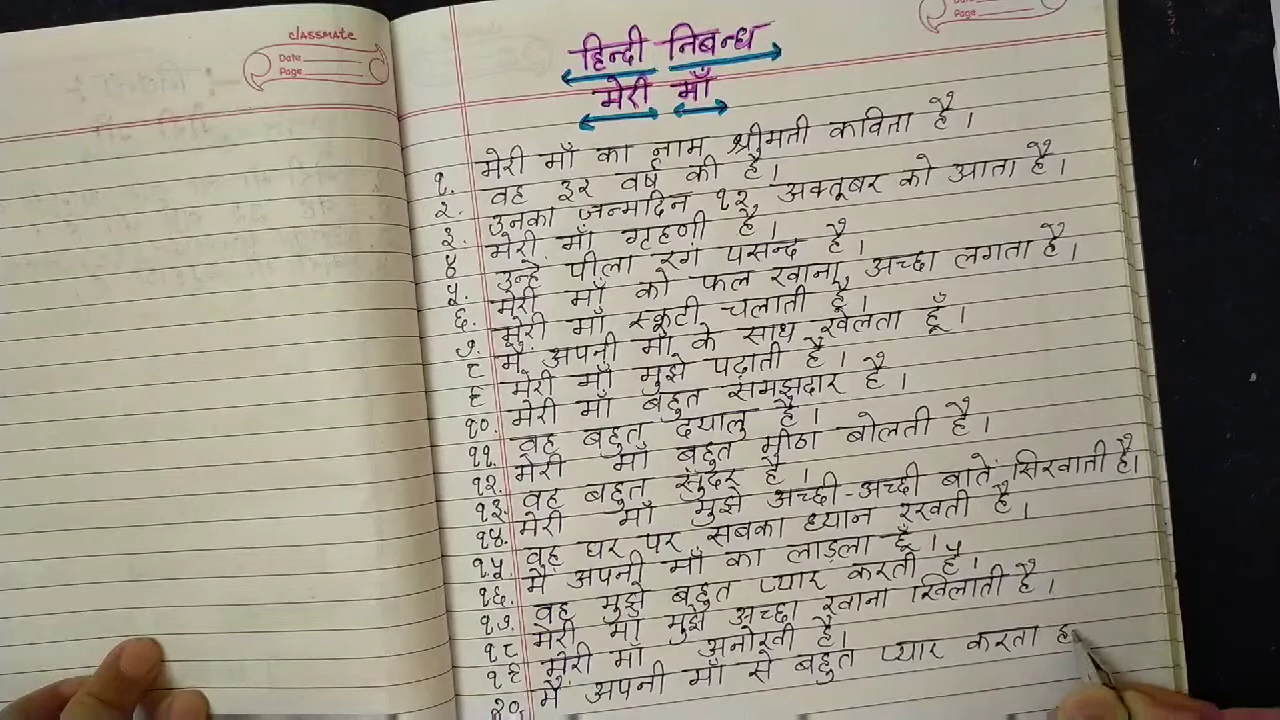 classmate
Date
Page
Page
हिन्दी निबन्ध
मेरी माँ
१. मेरी माँ का नाम श्रीमती कविता है।
२. वह ३२ वर्ष की है।
३. उनका जन्मदिन १२, अक्तूबर को आता है।
४ मेरी माँ गृहणी है।
५. उन्हे पीला रगं पसन्द है।
६. मेरी माँ को फल खाना अच्छा लगता है।
७. मेरी माँ स्कूटी चलाती है।
८ मैं अपनी माँ के साथ खेलता हूँ।
९ मेरी माँ मुझे पढ़ाती है।
१०. मेरी माँ बहुत समझदार है।
११. वह बहुत दयालु है।
१२. मेरी माँ बहुत मीठा बोलती है।
१३. वह बहुत सुंदर है।
१४. मेरी माँ मुझे अच्छी-अच्छी बातें सिखाती है।
१५. वह घर पर सबका ध्यान रखती है।
१६. मैं अपनी माँ का लाड़ला हूँ।
१७. वह मुझे बहुत प्यार करती है।
१८ मेरी माँ मुझे अच्छा खाना खिलाती है।
१९ मेरी माँ अनोखी है।
२०. मैं अपनी माँ से बहुत प्यार करता ह